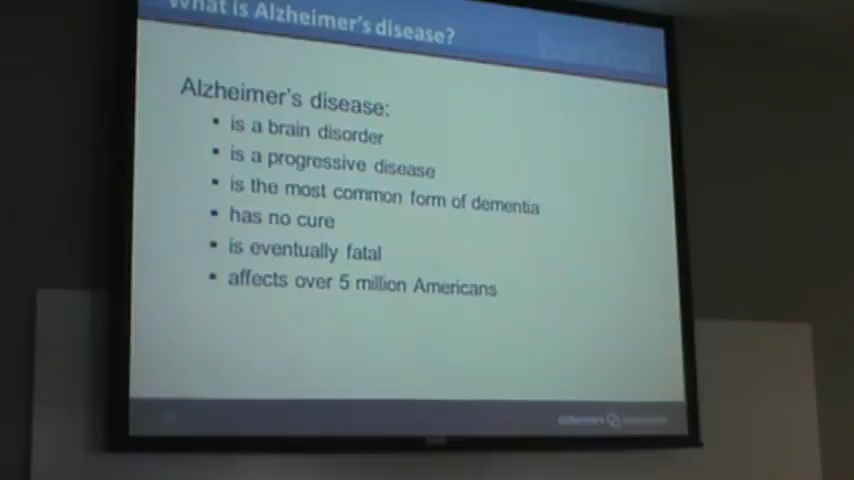 What is Alzheimer's disease?
Alzheimer's disease:
▪ is a brain disorder
▪ is a progressive disease
▪ is the most common form of dementia
▪ has no cure
▪ is eventually fatal
▪ affects over 5 million Americans
alzheimer's